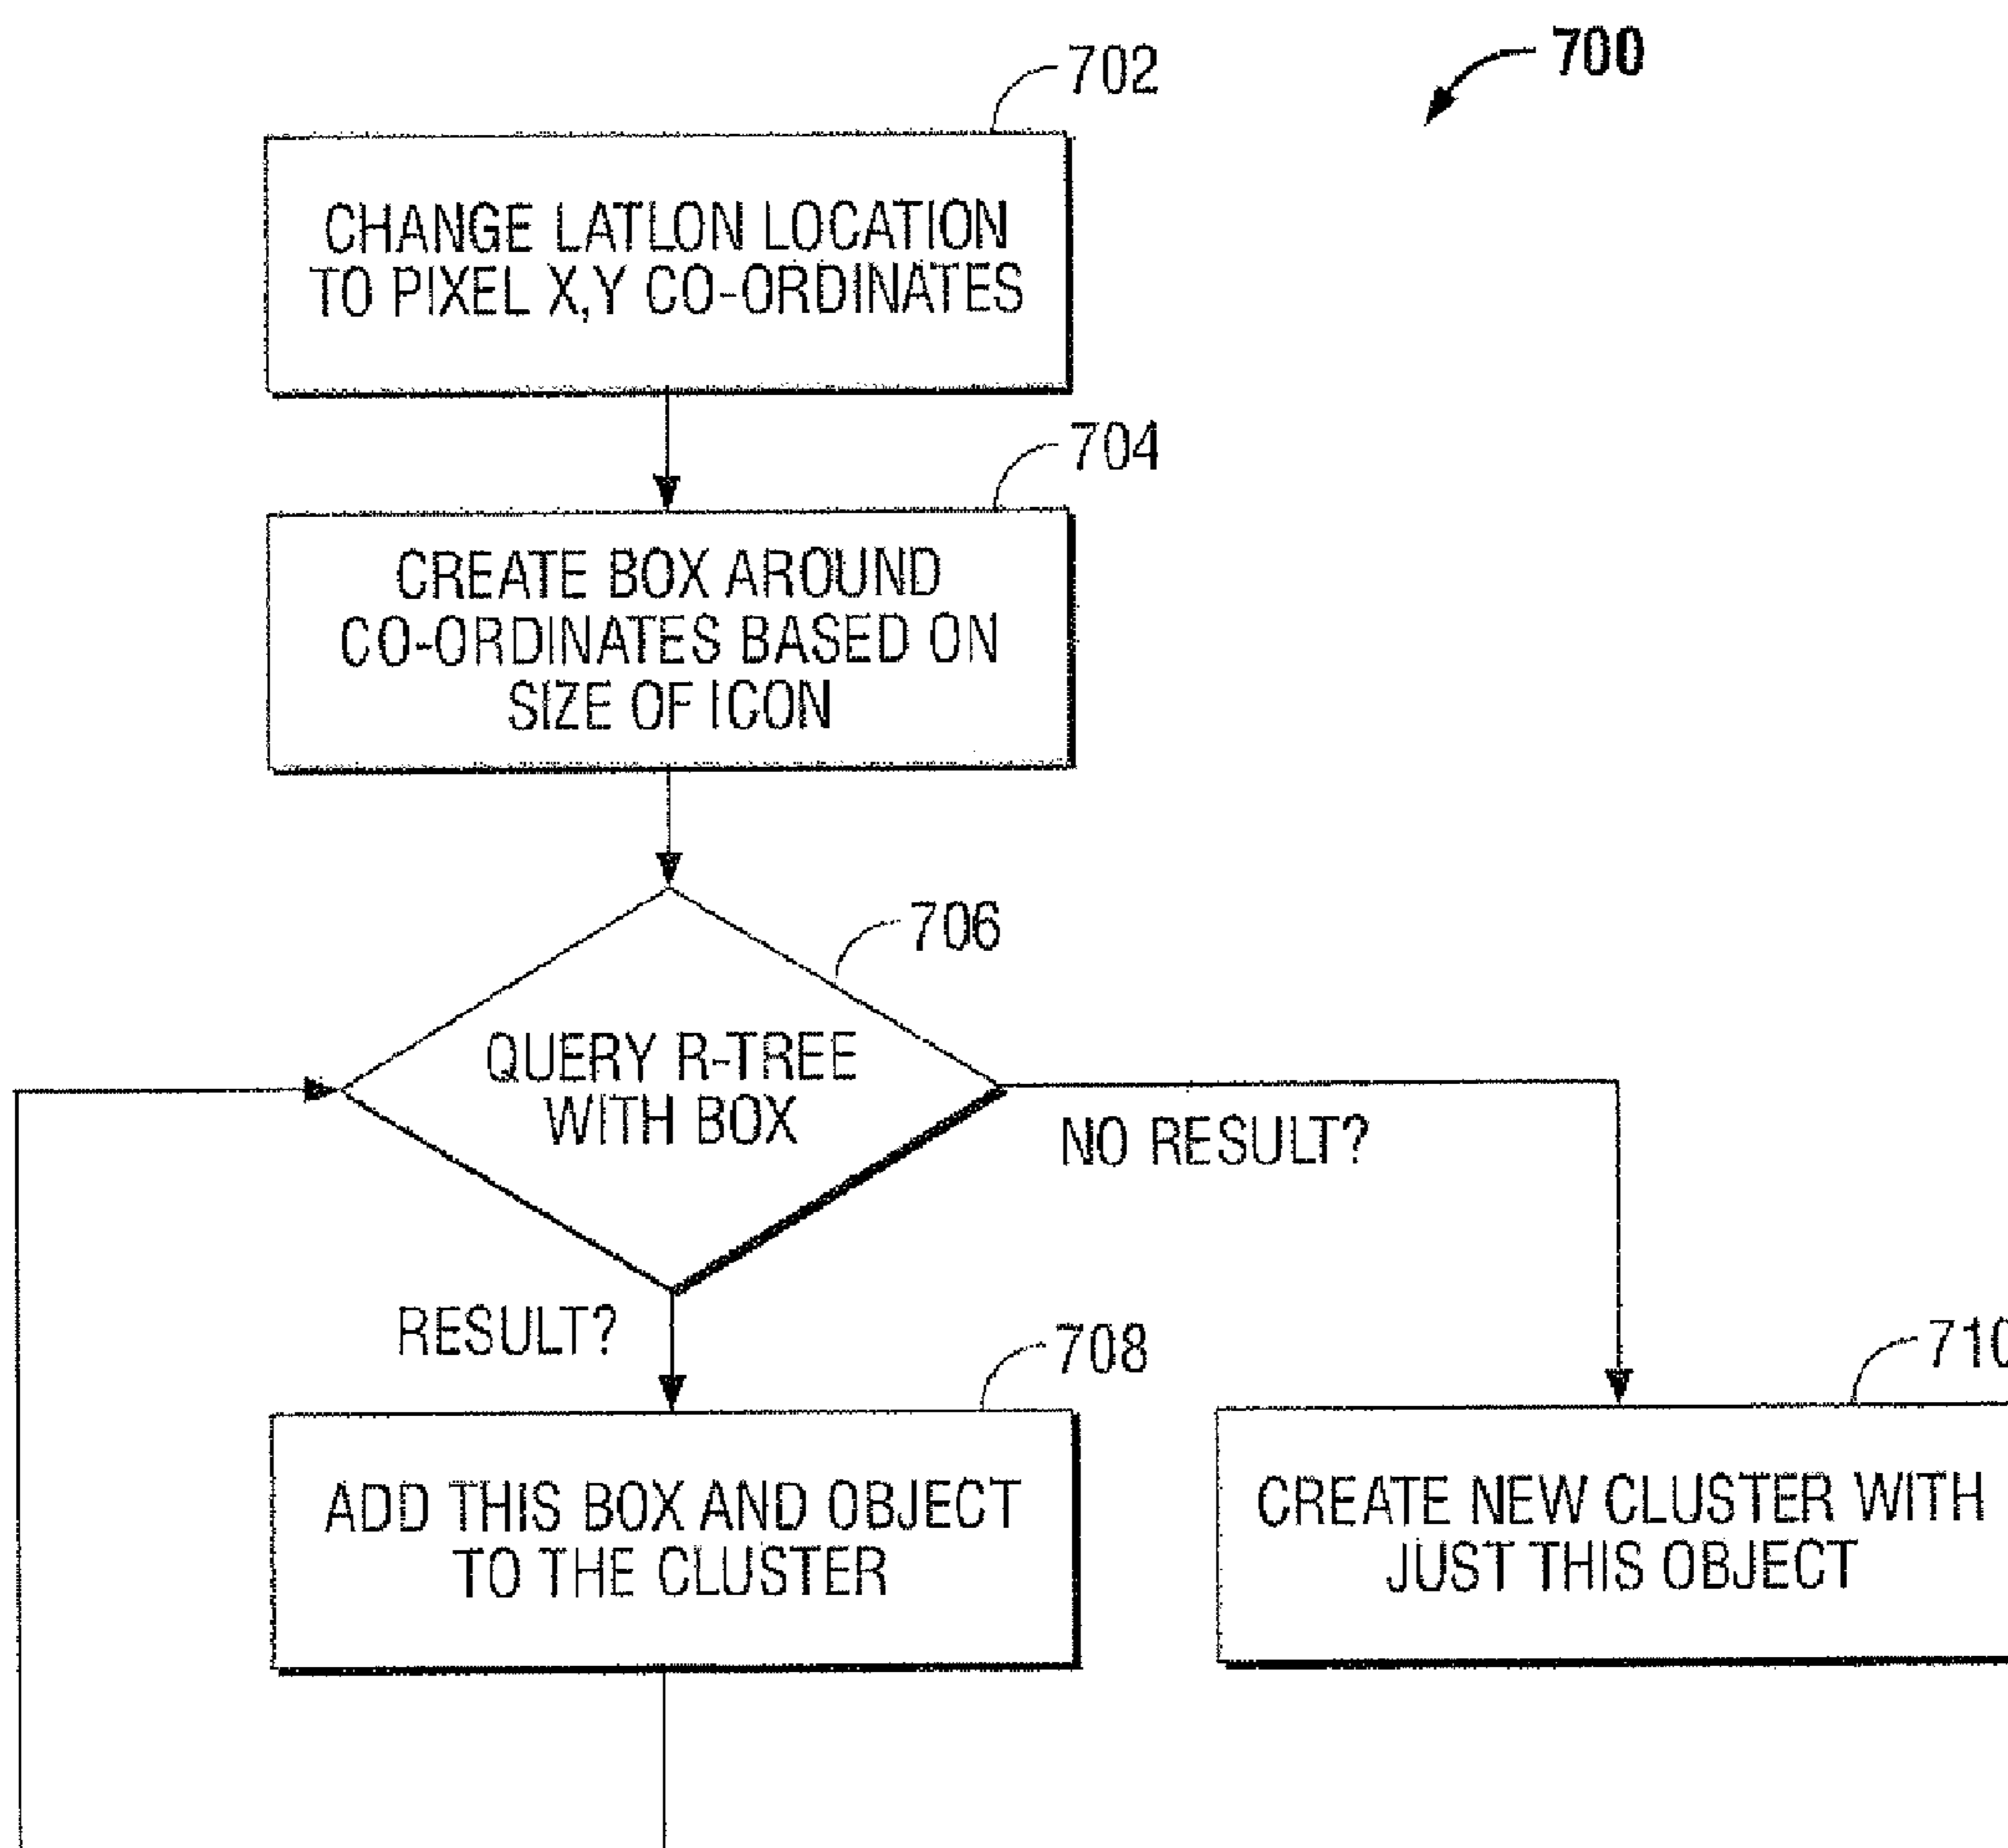 700
702
CHANGE LATLON LOCATION
TO PIXEL X,Y CO-ORDINATES
704
CREATE BOX AROUND
CO-ORDINATES BASED ON
SIZE OF ICON
706
QUERY R-TREE
WITH BOX
NO RESULT?
RESULT?
708
ADD THIS BOX AND OBJECT
TO THE CLUSTER
710
CREATE NEW CLUSTER WITH
JUST THIS OBJECT